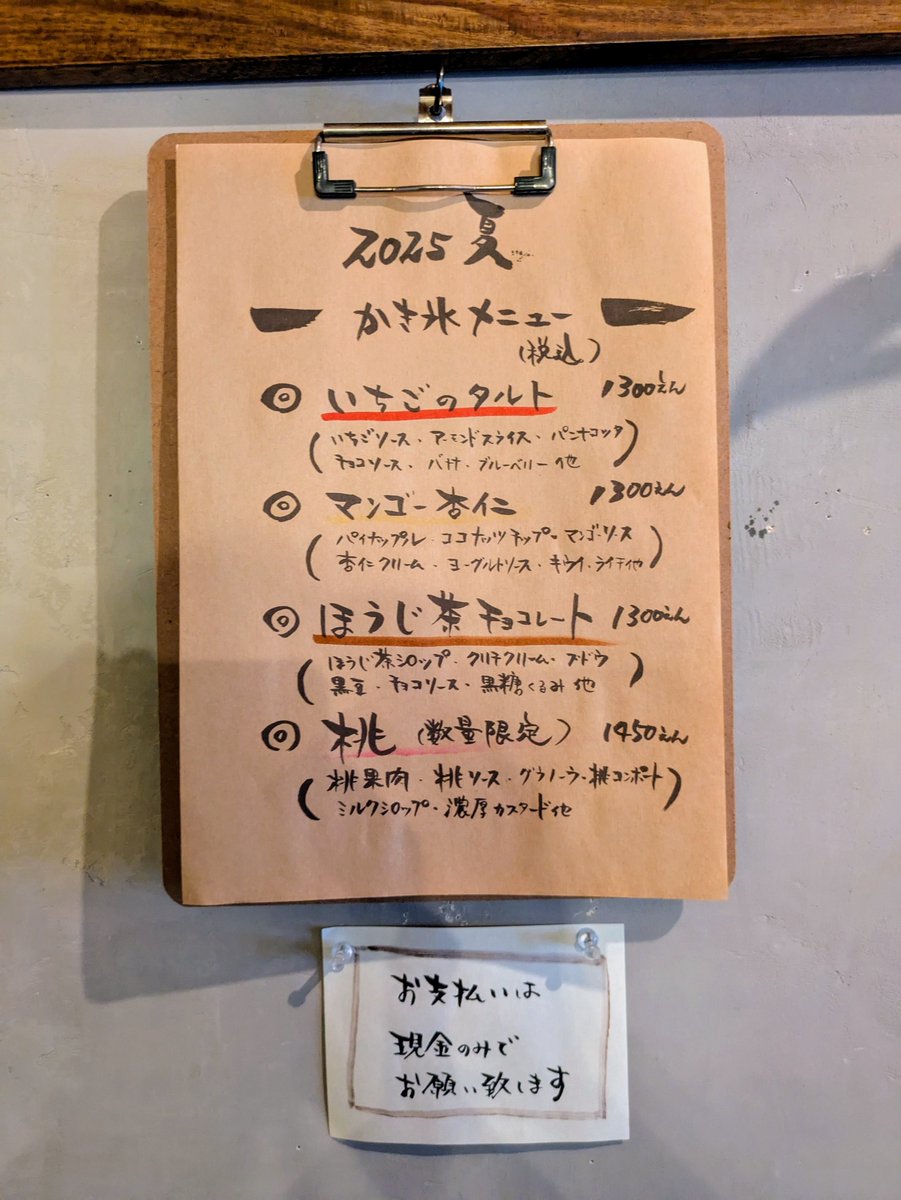 2025 夏
かき氷メニュー
(税込)
◎ いちごのタルト 1300えん
(いちごソース・アーモンドスライス・パンナコッタ
チョコソース・バナナ・ブルーベリー他)
◎ マンゴー杏仁 1300えん
(パイナップル・ココナッツチップ・マンゴーソース
杏仁クリーム・ヨーグルトソース・キウイ・ライチ他)
◎ ほうじ茶チョコレート 1300えん
(ほうじ茶シロップ・クリチクリーム・ブドウ
黒豆・チョコソース・黒糖くるみ他)
◎ 桃 (数量限定) 1450えん
(桃果肉・桃ソース・グラノーラ・桃コンポート
ミルクシロップ・濃厚カスタード他)
お支払いは
現金のみで
お願い致します